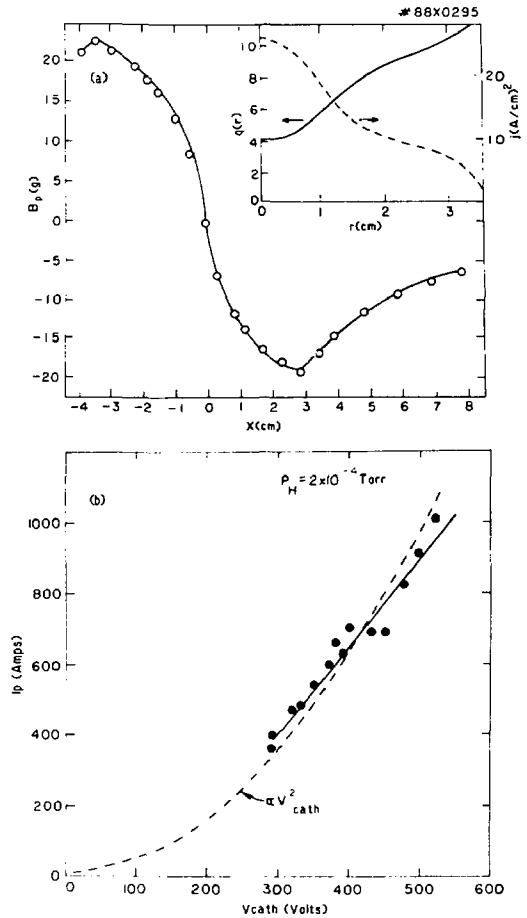 # 88X0295
(a)
20
15
10
5
0
-5
-10
-15
-20
B_p (g)
-4 -3 -2 -1 0 1 2 3 4 5 6 7 8
X(cm)
10
8
6
4
2
0
q(r)
20
10
j(A/cm)^2
0 1 2 3
r(cm)
(b)
P_H = 2x10^-4 Torr
1000
800
600
400
200
0
Ip (Amps)
∝ V^2_cath
0 100 200 300 400 500 600
Vcath (Volts)